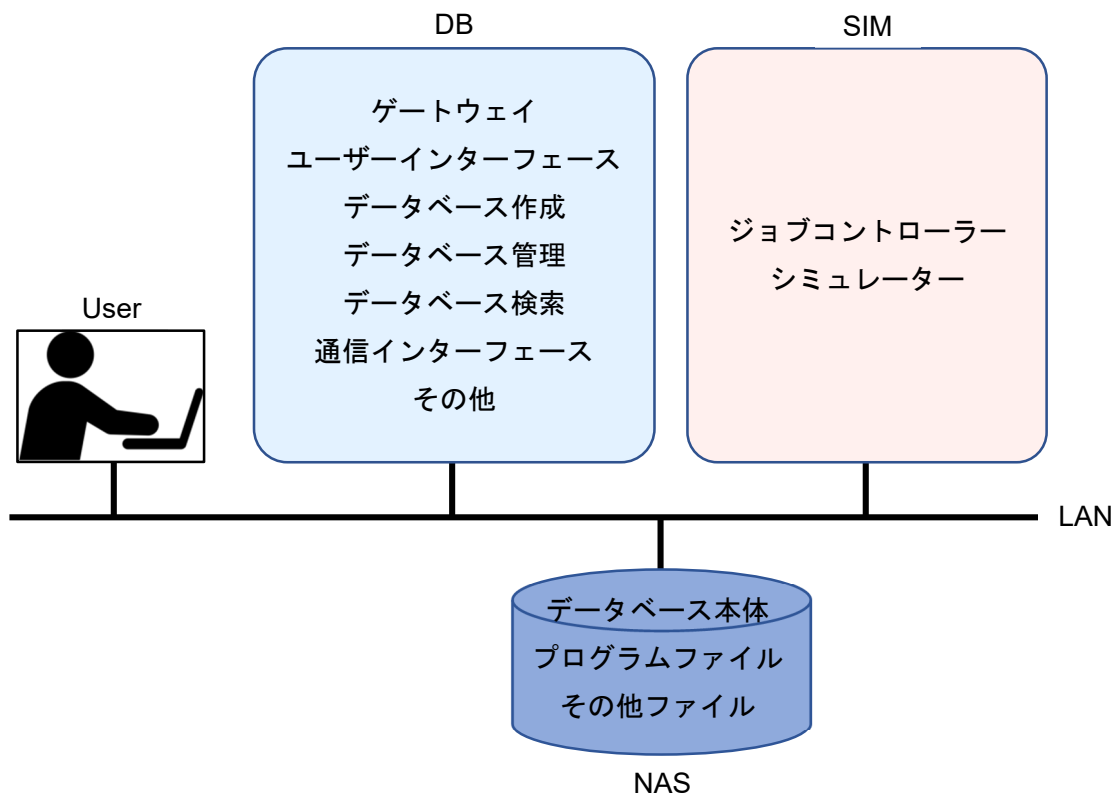 DB
ゲートウェイ
ユーザーインターフェース
データベース作成
データベース管理
データベース検索
通信インターフェース
その他
SIM
ジョブコントローラー
シミュレーター
User
LAN
データベース本体
プログラムファイル
その他ファイル
NAS